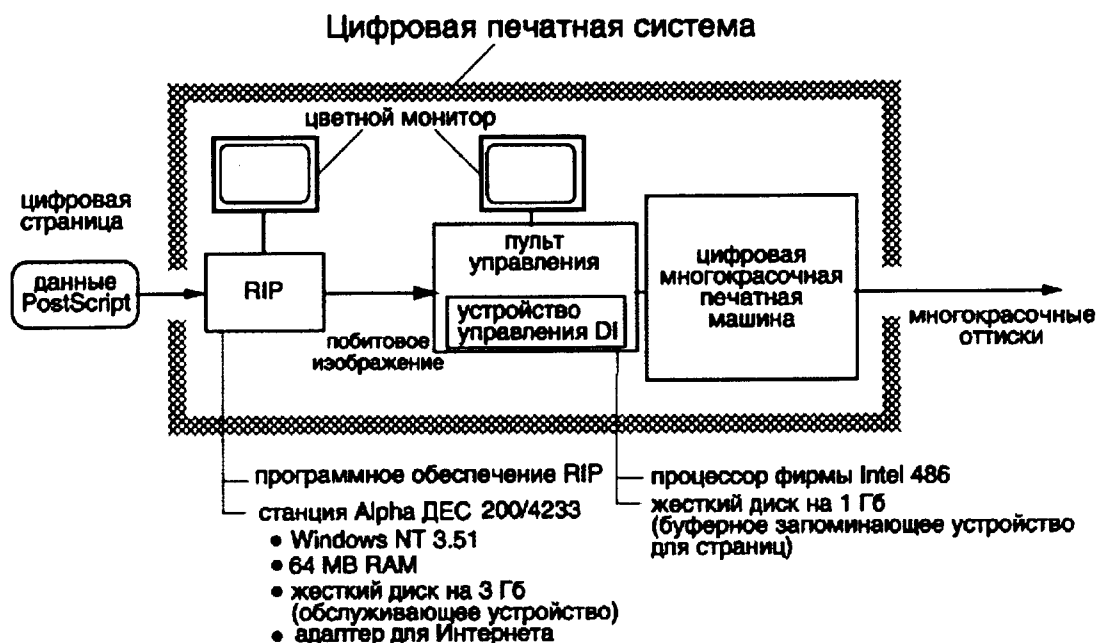 Цифровая печатная система
цветной монитор
цифровая
страница
данные
PostScript
RIP
побитовое
изображение
пульт
управления
устройство
управления DI
цифровая
многокрасочная
печатная
машина
многокрасочные
оттиски
программное обеспечение RIP
станция Alpha ДЕС 200/4233
• Windows NT 3.51
• 64 MB RAM
• жесткий диск на 3 Гб
(обслуживающее устройство)
• адаптер для Интернета
процессор фирмы Intel 486
жесткий диск на 1 Гб
(буферное запоминающее устройство
для страниц)